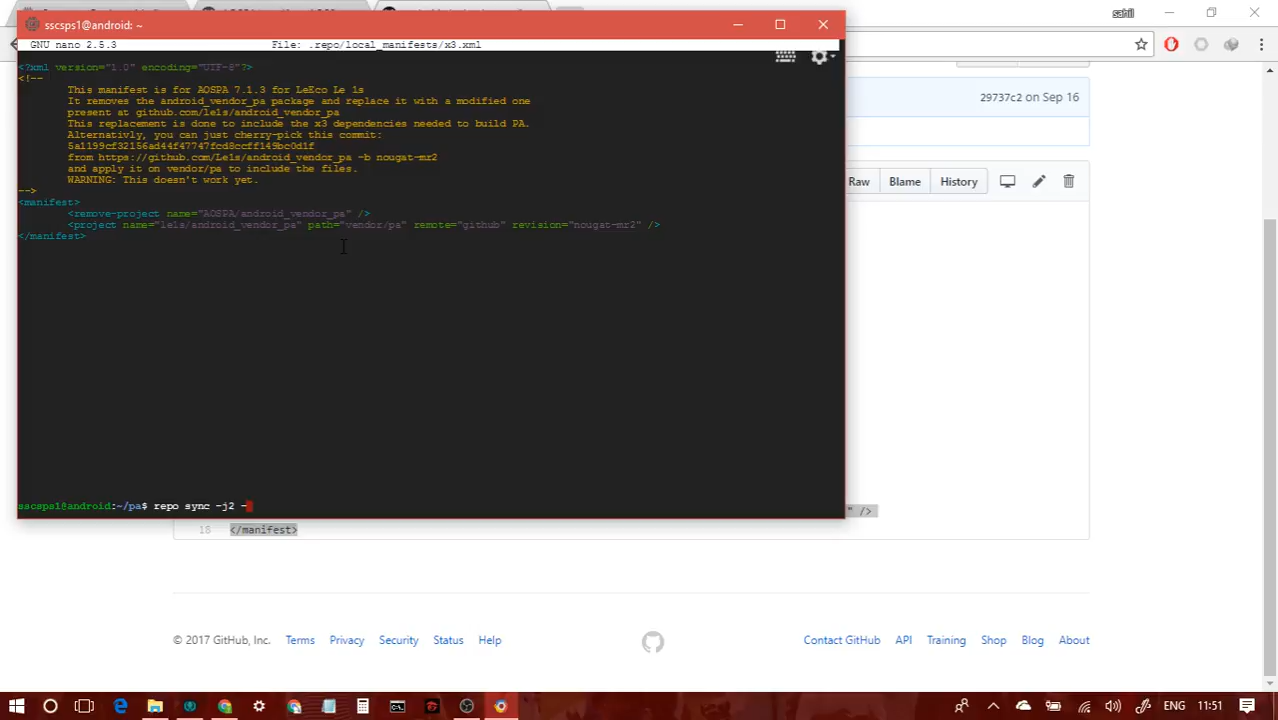 sahil
sscsps1@android: ~
GNU nano 2.5.3 File: .repo/local_manifests/x3.xml
<?xml version="1.0" encoding="UTF-8"?>
<!--
This manifest is for AOSPA 7.1.3 for LeEco Le 1s
It removes the android_vendor_pa package and replace it with a modified one
present at github.com/le1s/android_vendor_pa
This replacement is done to include the x3 dependencies needed to build PA.
Alternativly, you can just cherry-pick this commit:
5a1199cf32156ad44f47747fcd8ccff149bc0d1f
from https://github.com/Le1s/android_vendor_pa -b nougat-mr2
and apply it on vendor/pa to include the files.
WARNING: This doesn't work yet.
-->
<manifest>
<remove-project name="AOSPA/android_vendor_pa" />
<project name="le1s/android_vendor_pa" path="vendor/pa" remote="github" revision="nougat-mr2" />
</manifest>
sscsps1@android:~/pa$ repo sync -j2 -
29737c2 on Sep 16
Raw Blame History
" />
18 </manifest>
© 2017 GitHub, Inc. Terms Privacy Security Status Help Contact GitHub API Training Shop Blog About
ENG 11:51